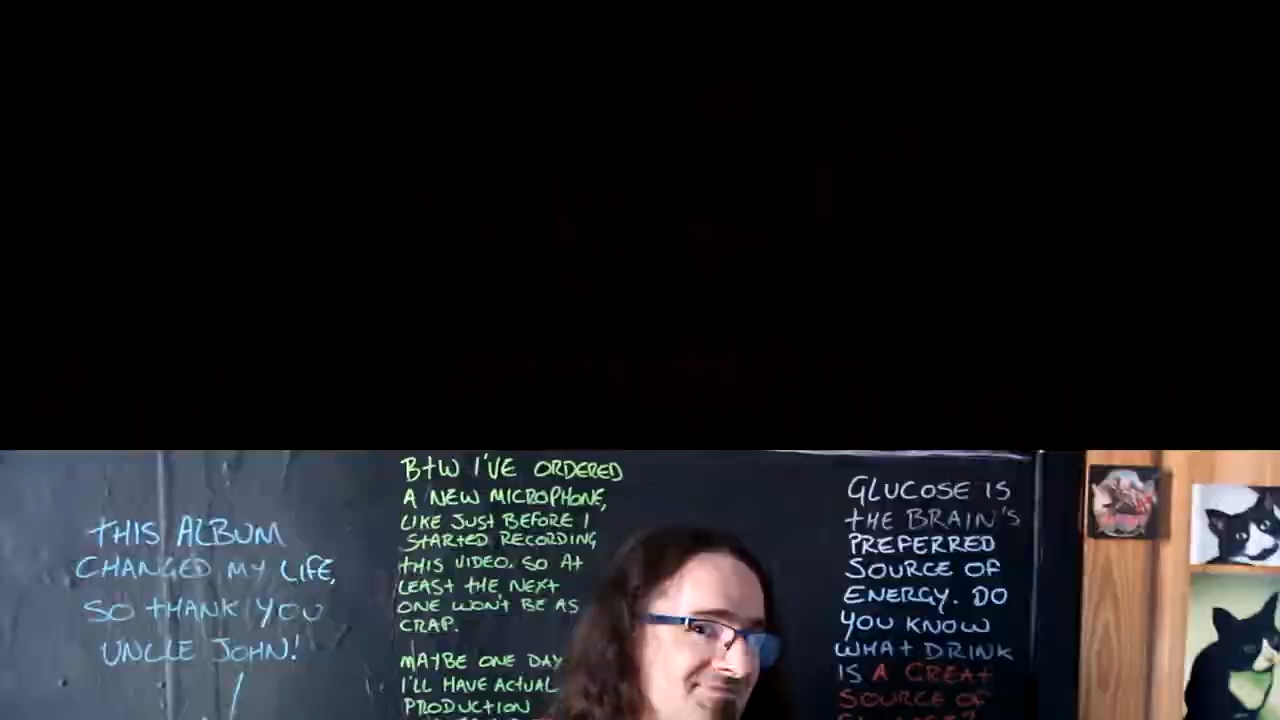 THIS ALBUM
CHANGED MY LIFE,
SO THANK YOU
UNCLE JOHN!
BTW I'VE ORDERED
A NEW MICROPHONE,
LIKE JUST BEFORE I
STARTED RECORDING
THIS VIDEO. SO AT
LEAST THE NEXT
ONE WON'T BE AS
CRAP.
MAYBE ONE DAY
I'LL HAVE ACTUAL
PRODUCTION
GLUCOSE IS
THE BRAIN'S
PREFERRED
SOURCE OF
ENERGY. DO
YOU KNOW
WHAT DRINK
IS A GREAT
SOURCE OF